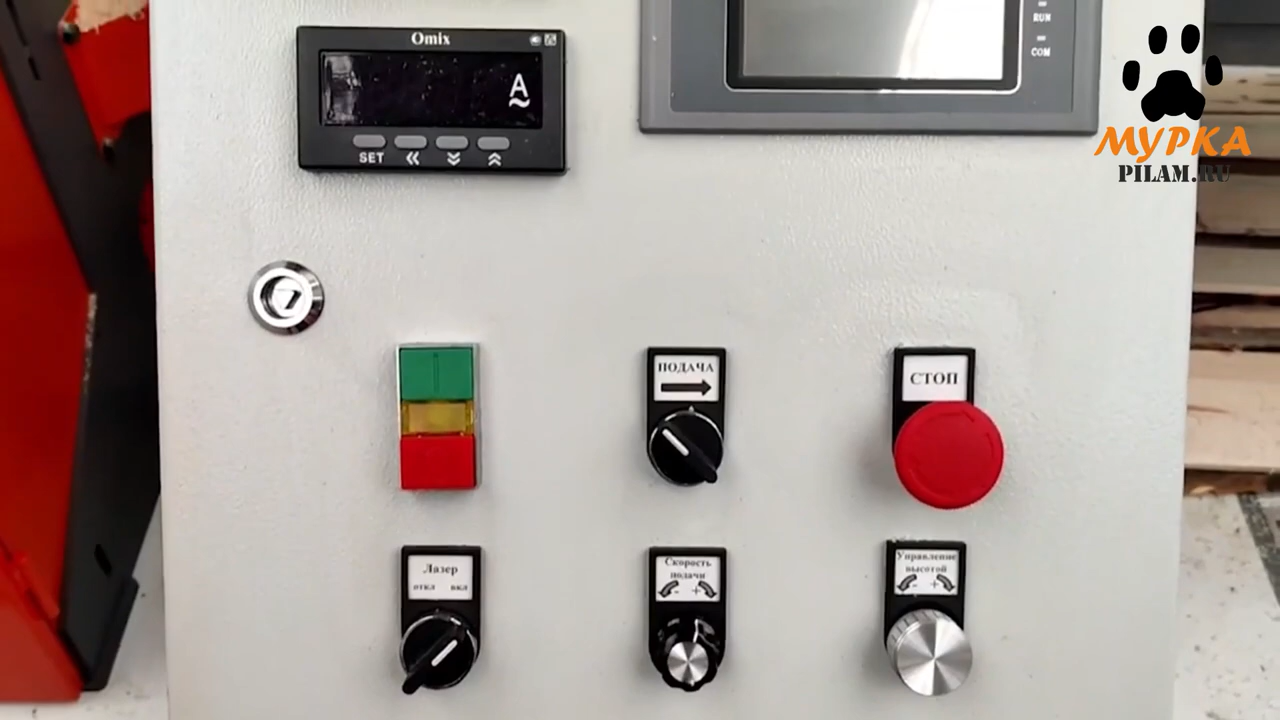 Omix
A
SET
RUN
COM
МУРКА
PILAM.RU
ПОДАЧА
СТОП
Лазер
откл вкл
Скорость
подачи
- +
Управление
высотой
- +